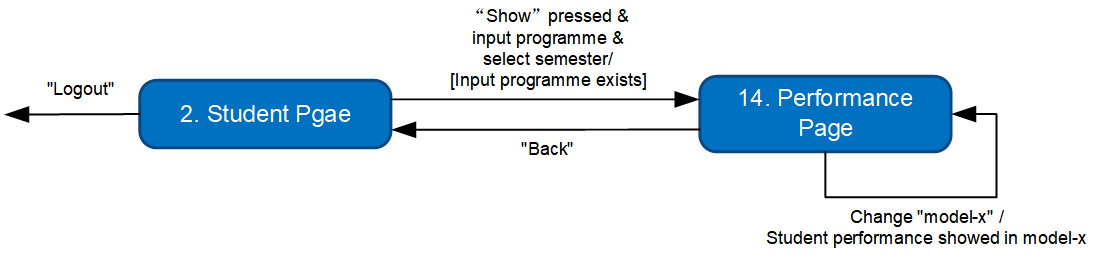 “Show” pressed &
input programme &
select semester/
[Input programme exists]
"Logout"
2. Student Pgae
14. Performance
Page
"Back"
Change "model-x" /
Student performance showed in model-x